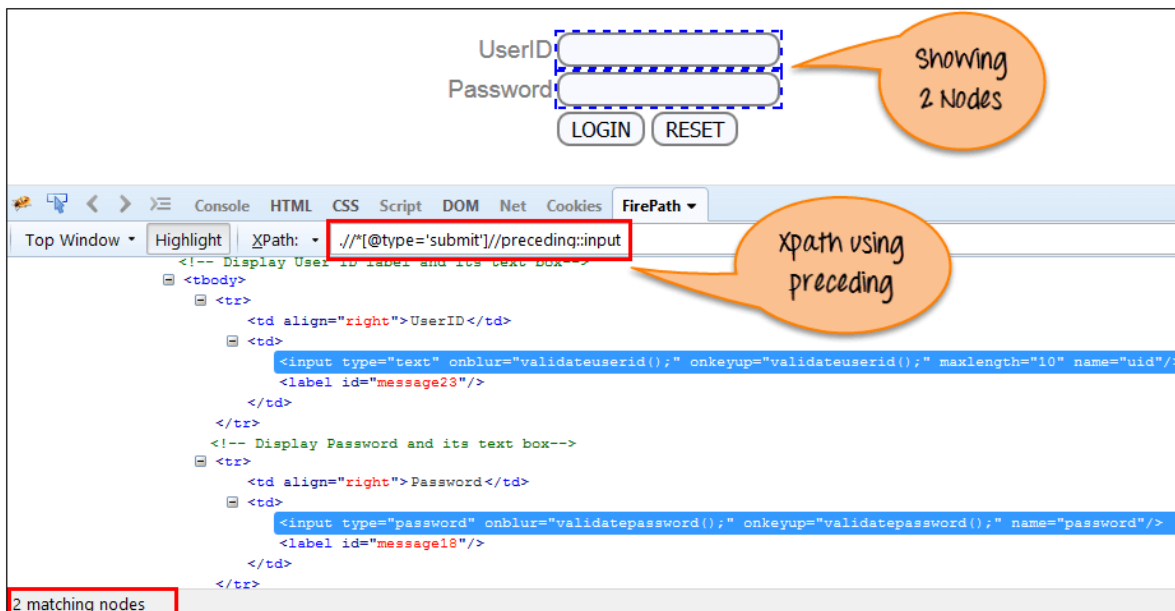 UserID
Password
LOGIN RESET
Showing
2 Nodes
Console HTML CSS Script DOM Net Cookies FirePath
Top Window Highlight XPath: .//*[@type='submit']//preceding::input
Xpath using
preceding
<!-- Display User ID label and its text box-->
<tbody>
<tr>
<td align="right">UserID</td>
<td>
<input type="text" onblur="validateuserid();" onkeyup="validateuserid();" maxlength="10" name="uid"/>
<label id="message23"/>
</td>
</tr>
<!-- Display Password and its text box-->
<tr>
<td align="right">Password</td>
<td>
<input type="password" onblur="validatepassword();" onkeyup="validatepassword();" name="password"/>
<label id="message18"/>
</td>
</tr>
2 matching nodes